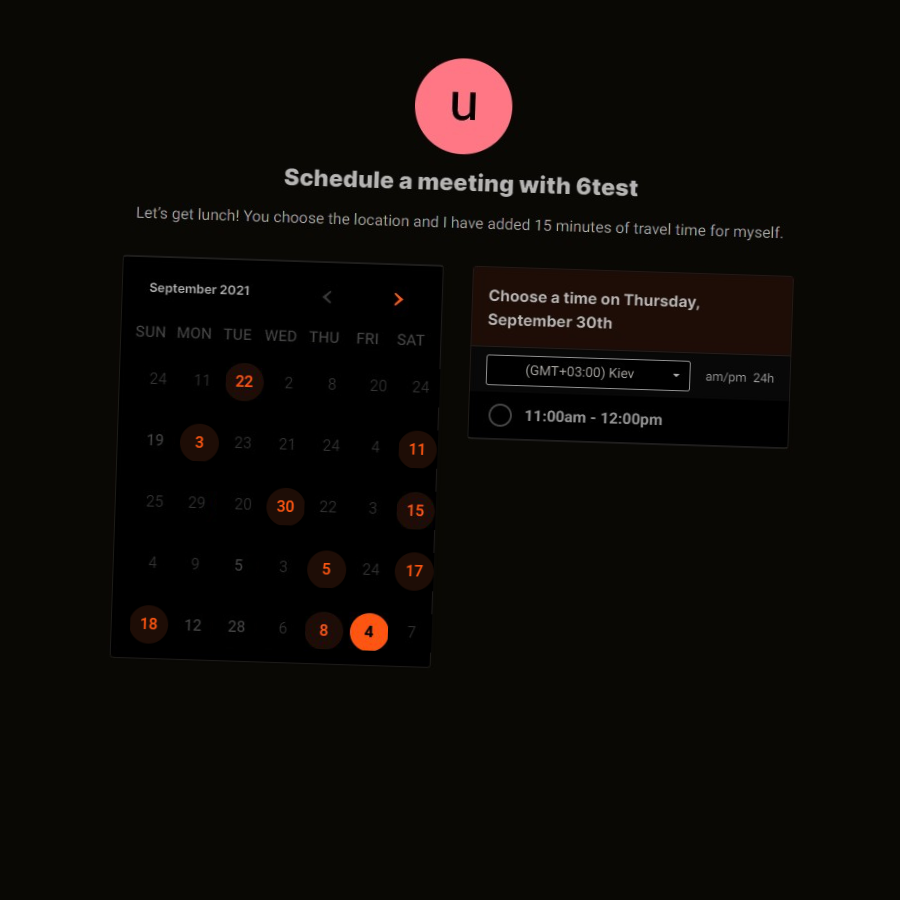 u
Schedule a meeting with 6test
Let's get lunch! You choose the location and I have added 15 minutes of travel time for myself.
September 2021
SUN MON TUE WED THU FRI SAT
24 11 22 2 8 20 24
19 3 23 21 24 4 11
25 29 20 30 22 3 15
4 9 5 3 5 24 17
18 12 28 6 8 4 7
Choose a time on Thursday,
September 30th
(GMT+03:00) Kiev
am/pm 24h
11:00am - 12:00pm